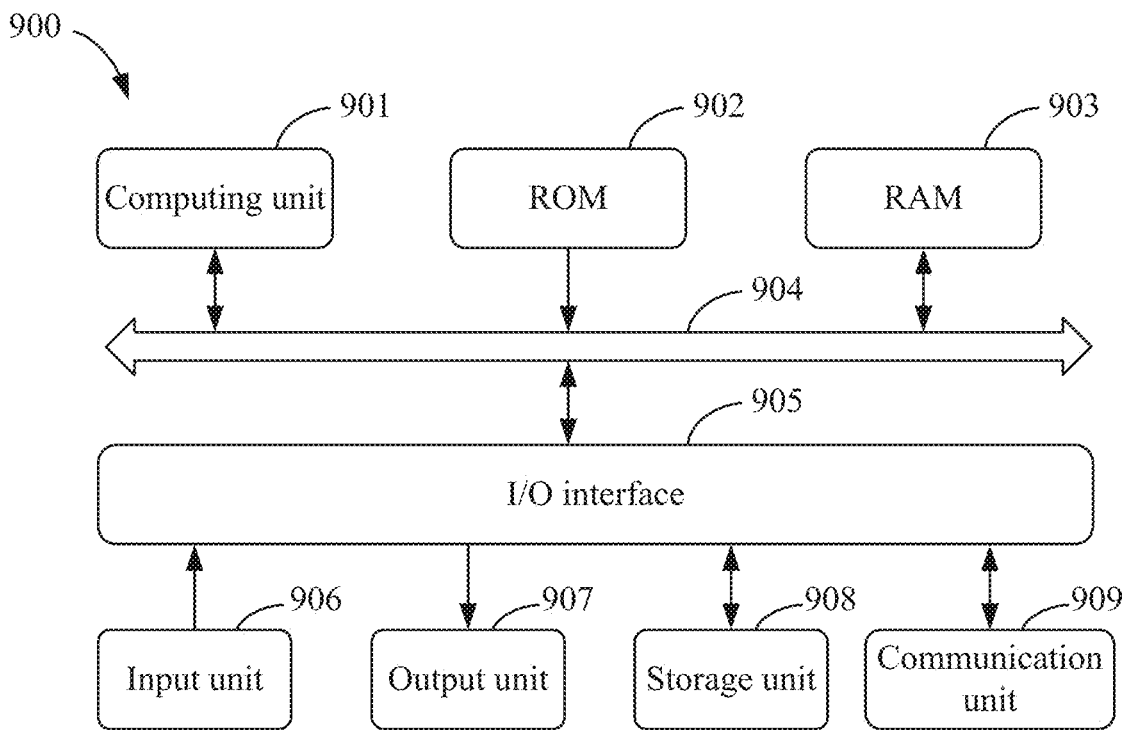 900
901
902
903
Computing unit
ROM
RAM
904
905
I/O interface
906
907
908
909
Input unit
Output unit
Storage unit
Communication
unit